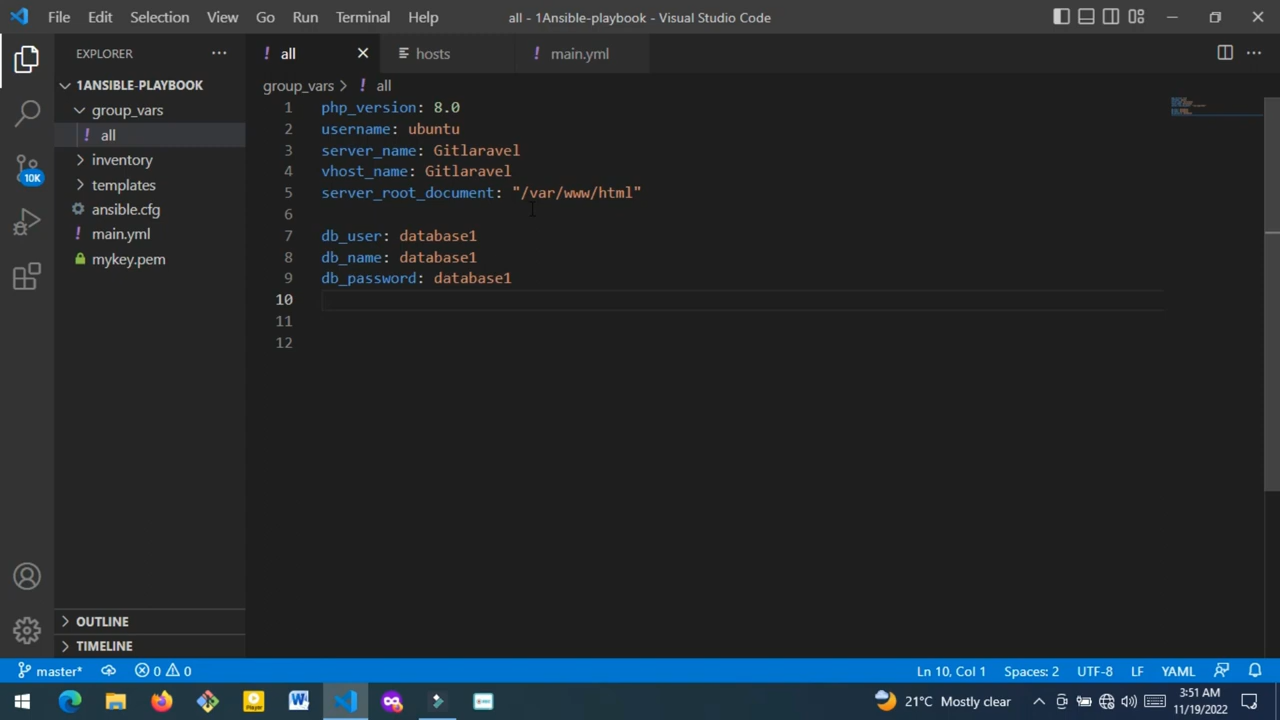 File Edit Selection View Go Run Terminal Help all - 1Ansible-playbook - Visual Studio Code
EXPLORER ··· ! all hosts ! main.yml ···
1ANSIBLE-PLAYBOOK group_vars > ! all
group_vars
! all
inventory
templates
ansible.cfg
! main.yml
mykey.pem
10K
1 php_version: 8.0
2 username: ubuntu
3 server_name: Gitlaravel
4 vhost_name: Gitlaravel
5 server_root_document: "/var/www/html"
6
7 db_user: database1
8 db_name: database1
9 db_password: database1
10
11
12
OUTLINE
TIMELINE
master* 0 0 Ln 10, Col 1 Spaces: 2 UTF-8 LF YAML
Player W 21°C Mostly clear 3:51 AM
11/19/2022